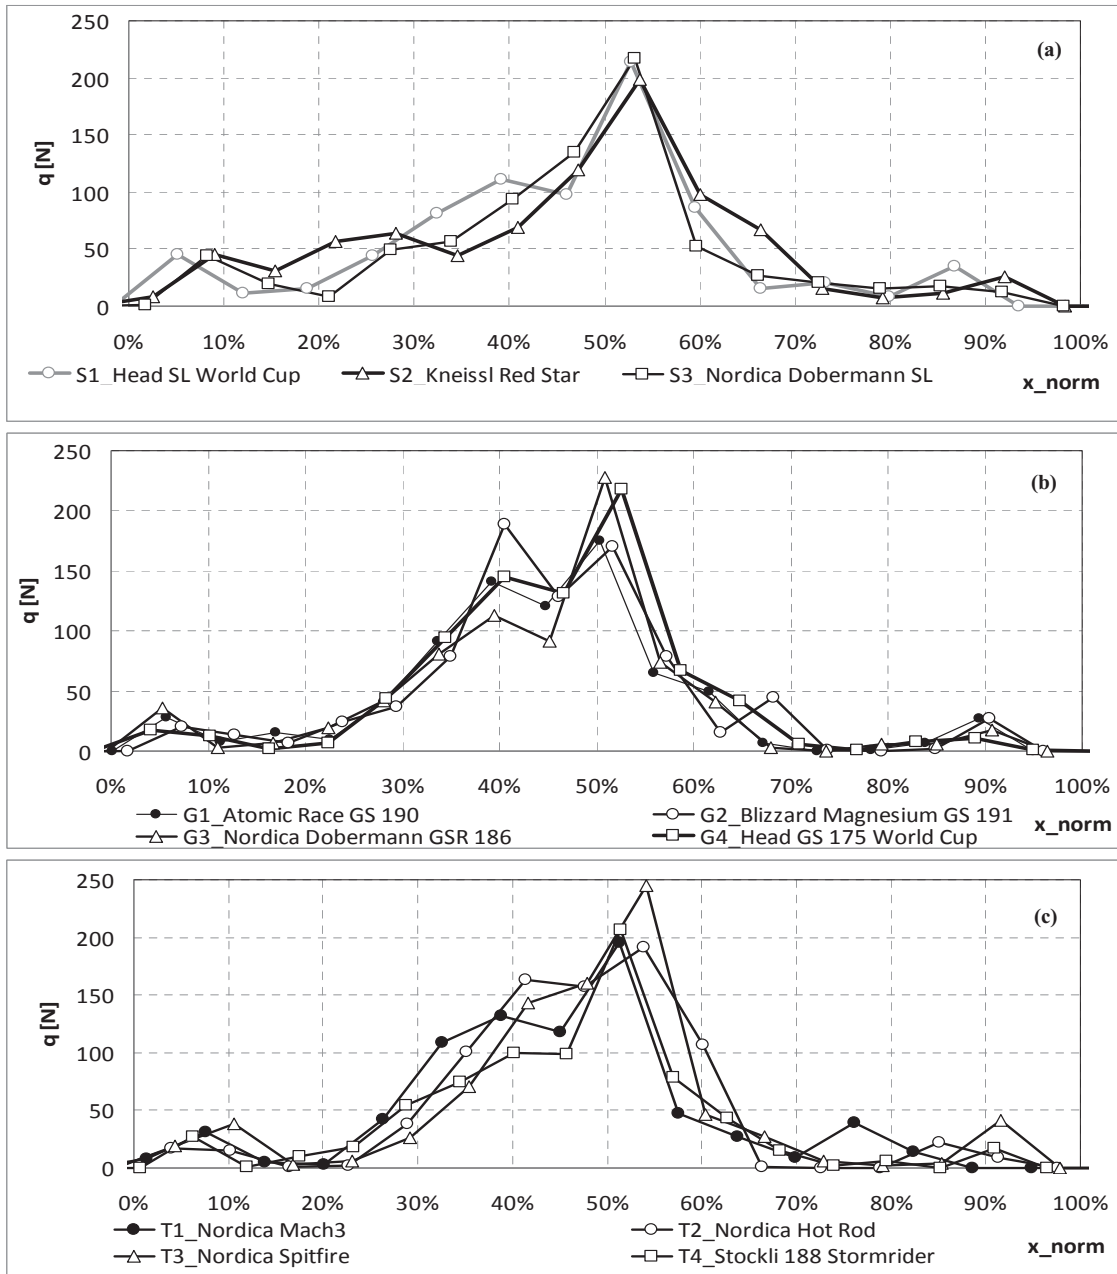 250
(a)
200
150
q [N]
100
50
0
0% 10% 20% 30% 40% 50% 60% 70% 80% 90% 100%
S1_Head SL World Cup S2_Kneissl Red Star S3_Nordica Dobermann SL
x_norm
250
(b)
200
150
q [N]
100
50
0
0% 10% 20% 30% 40% 50% 60% 70% 80% 90% 100%
G1_Atomic Race GS 190 G2_Blizzard Magnesium GS 191
G3_Nordica Dobermann GSR 186 G4_Head GS 175 World Cup
x_norm
250
(c)
200
150
q [N]
100
50
0
0% 10% 20% 30% 40% 50% 60% 70% 80% 90% 100%
T1_Nordica Mach3 T2_Nordica Hot Rod
T3_Nordica Spitfire T4_Stockli 188 Stormrider
x_norm